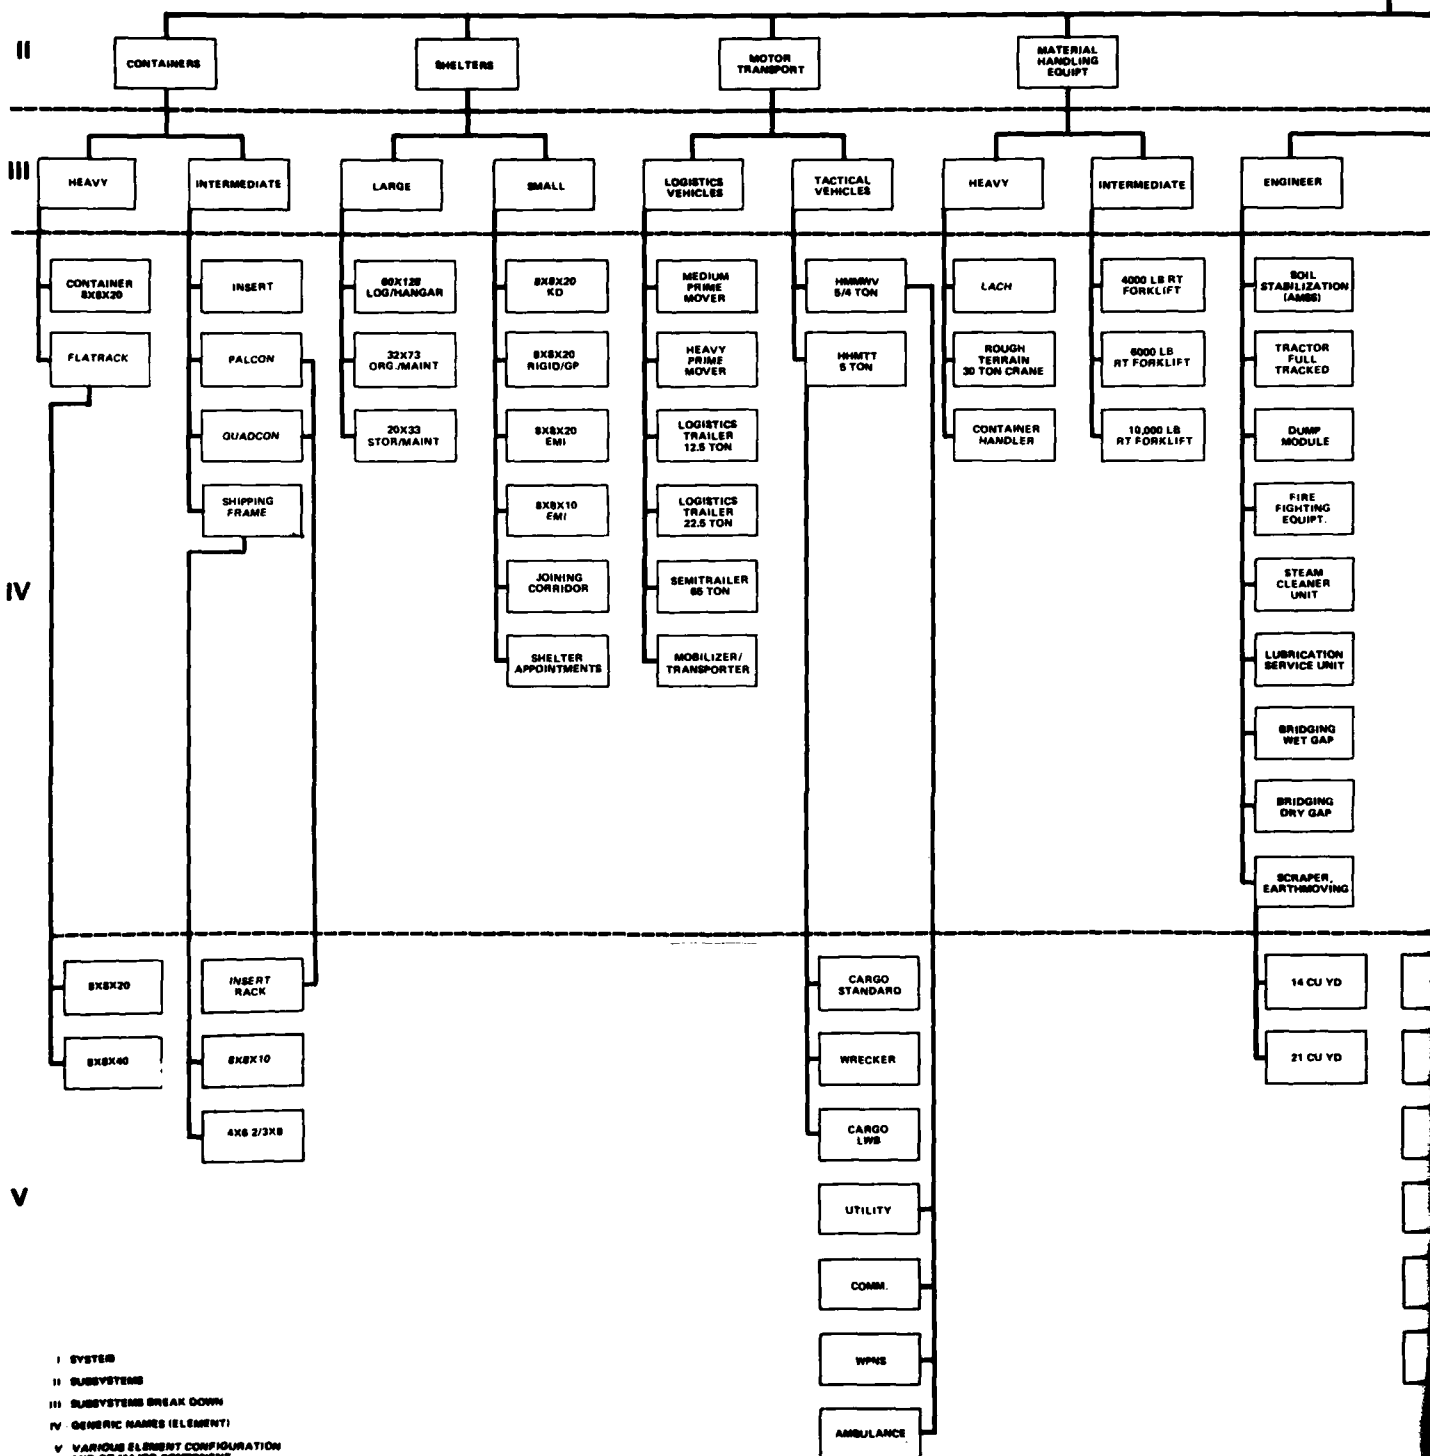 II
CONTAINERS
SHELTERS
MOTOR
TRANSPORT
MATERIAL
HANDLING
EQUIPT
III
HEAVY
INTERMEDIATE
LARGE
SMALL
LOGISTICS
VEHICLES
TACTICAL
VEHICLES
HEAVY
INTERMEDIATE
ENGINEER
IV
CONTAINER
8X8X20
FLATRACK
INSERT
PALCON
QUADCON
SHIPPING
FRAME
LOG/HANGAR
32X73
ORG./MAINT
20X33
STOR/MAINT
8X8X20
KD
8X8X20
RIGID/GP
8X8X20
EMI
8X8X10
EMI
JOINING
CORRIDOR
SHELTER
APPOINTMENTS
MEDIUM
PRIME
MOVER
HEAVY
PRIME
MOVER
LOGISTICS
TRAILER
12.5 TON
LOGISTICS
TRAILER
22.5 TON
SEMITRAILER
TON
MOBILIZER/
TRANSPORTER
HMMWV
5/4 TON
HHMTT
5 TON
LACH
ROUGH
TERRAIN
30 TON CRANE
CONTAINER
HANDLER
4000 LB RT
FORKLIFT
6000 LB
RT FORKLIFT
10,000 LB
RT FORKLIFT
SOIL
STABILIZATION
TRACTOR
FULL
TRACKED
DUMP
MODULE
FIRE
FIGHTING
EQUIPT.
STEAM
CLEANER
UNIT
LUBRICATION
SERVICE UNIT
BRIDGING
WET GAP
BRIDGING
DRY GAP
SCRAPER,
EARTHMOVING
V
8X8X20
8X8X40
INSERT
RACK
8X8X10
4X6 2/3X8
CARGO
STANDARD
WRECKER
CARGO
LWB
UTILITY
COMM.
WPNS
AMBULANCE
14 CU YD
21 CU YD
I SYSTEM
II SUBSYSTEMS
III SUBSYSTEMS BREAK DOWN
IV GENERIC NAMES (ELEMENT)
V VARIOUS ELEMENT CONFIGURATION